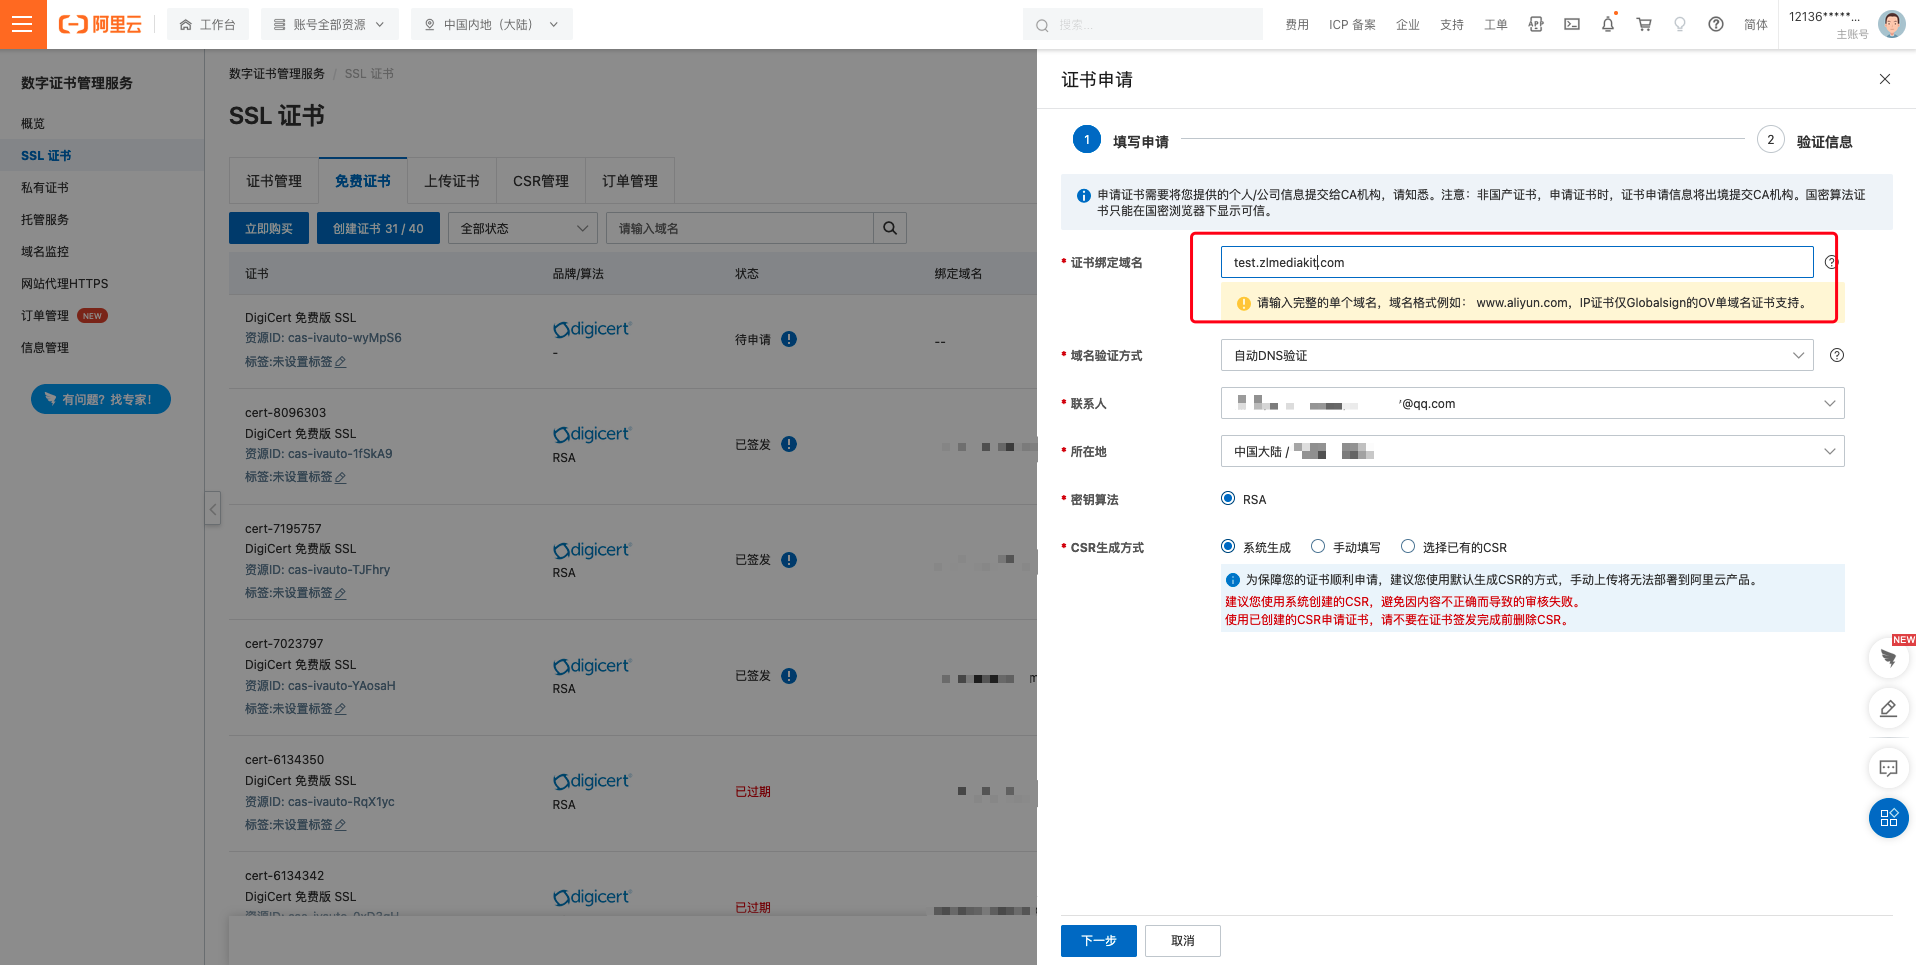 阿里云
工作台
账号全部资源
中国内地（大陆）
搜索...
费用
ICP 备案
企业
支持
工单
简体
12136*****...
主账号
数字证书管理服务
概览
SSL 证书
私有证书
托管服务
域名监控
网站代理HTTPS
订单管理 NEW
信息管理
有问题？找专家！
数字证书管理服务 / SSL 证书
SSL 证书
证书管理
免费证书
上传证书
CSR管理
订单管理
立即购买
创建证书 31 / 40
全部状态
请输入域名
证书
品牌/算法
状态
绑定域名
DigiCert 免费版 SSL
资源ID: cas-ivauto-wyMpS6
标签:未设置标签
digicert
-
待申请
--
cert-8096303
DigiCert 免费版 SSL
资源ID: cas-ivauto-1fSkA9
标签:未设置标签
digicert
RSA
已签发
cert-7195757
DigiCert 免费版 SSL
资源ID: cas-ivauto-TJFhry
标签:未设置标签
digicert
RSA
已签发
cert-7023797
DigiCert 免费版 SSL
资源ID: cas-ivauto-YAosaH
标签:未设置标签
digicert
RSA
已签发
cert-6134350
DigiCert 免费版 SSL
资源ID: cas-ivauto-RqX1yc
标签:未设置标签
digicert
RSA
已过期
cert-6134342
DigiCert 免费版 SSL
digicert
已过期
证书申请
1 填写申请
2 验证信息
申请证书需要将您提供的个人/公司信息提交给CA机构，请知悉。注意：非国产证书，申请证书时，证书申请信息将出境提交CA机构。国密算法证
书只能在国密浏览器下显示可信。
* 证书绑定域名
test.zlmediakit.com
请输入完整的单个域名，域名格式例如： www.aliyun.com，IP证书仅Globalsign的OV单域名证书支持。
* 域名验证方式
自动DNS验证
* 联系人
@qq.com
* 所在地
中国大陆 /
* 密钥算法
RSA
* CSR生成方式
系统生成
手动填写
选择已有的CSR
为保障您的证书顺利申请，建议您使用默认生成CSR的方式，手动上传将无法部署到阿里云产品。
建议您使用系统创建的CSR，避免因内容不正确而导致的审核失败。
使用已创建的CSR申请证书，请不要在证书签发完成前删除CSR。
NEW
下一步
取消